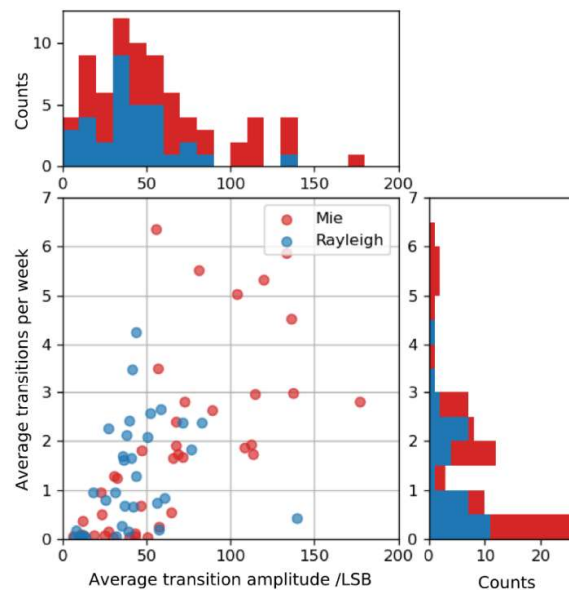 10
5
0
Counts
0 50 100 150 200
7
6
5
4
3
2
1
0
Average transitions per week
Mie
Rayleigh
0 50 100 150 200
Average transition amplitude /LSB
7
6
5
4
3
2
1
0
0 10 20
Counts